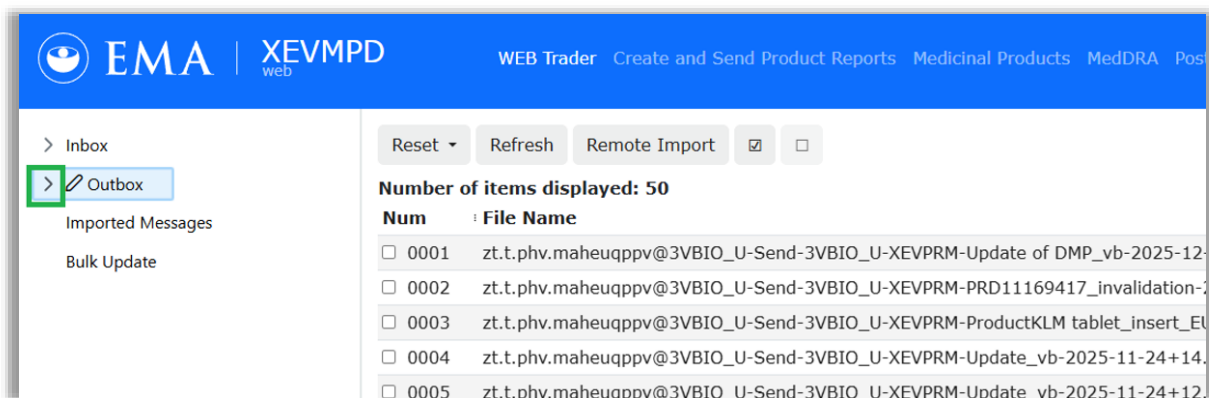 EMA | XEVMPD
web
WEB Trader Create and Send Product Reports Medicinal Products MedDRA
Inbox
Outbox
Imported Messages
Bulk Update
Reset Refresh Remote Import
Number of items displayed: 50
Num File Name
0001 zt.t.phv.maheuqppv@3VBIO_U-Send-3VBIO_U-XEVPRM-Update of DMP_vb-2025-12-
0002 zt.t.phv.maheuqppv@3VBIO_U-Send-3VBIO_U-XEVPRM-PRD11169417_invalidation-
0003 zt.t.phv.maheuqppv@3VBIO_U-Send-3VBIO_U-XEVPRM-ProductKLM tablet_insert_EU
0004 zt.t.phv.maheuqppv@3VBIO_U-Send-3VBIO_U-XEVPRM-Update_vb-2025-11-24+14.
0005 zt.t.phv.maheuqppv@3VBIO_U-Send-3VBIO_U-XEVPRM-Update_vb-2025-11-24+12.